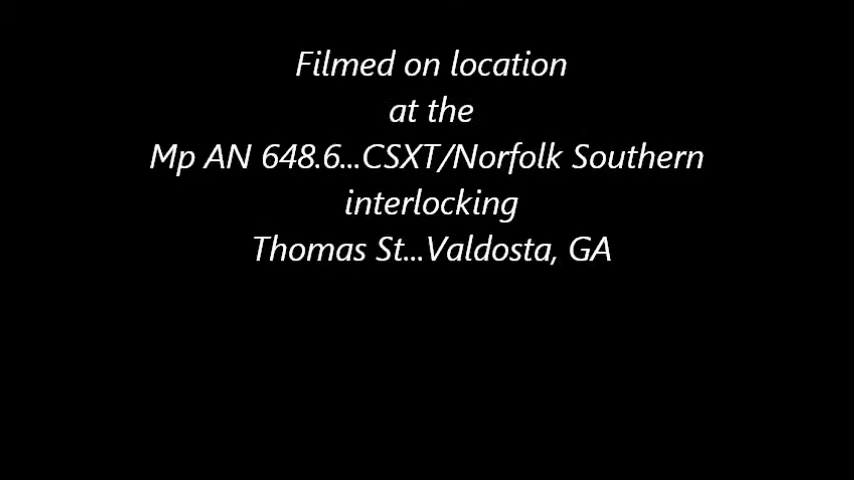 Filmed on location
at the
Mp AN 648.6...CSXT/Norfolk Southern
interlocking
Thomas St...Valdosta, GA